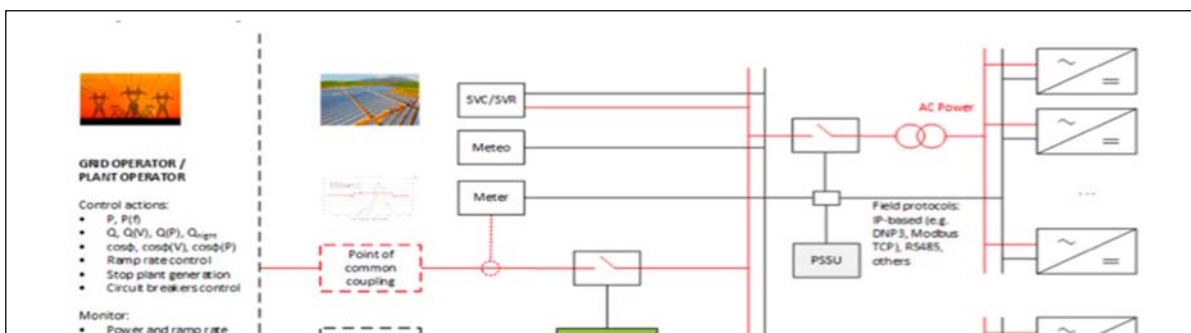 GRID OPERATOR /
PLANT OPERATOR
Control actions:
• P, P(f)
• Q, Q(V), Q(P), Qnight
• cosϕ, cosϕ(V), cosϕ(P)
• Ramp rate control
• Stop plant generation
• Circuit breakers control
Monitor:
• Power and ramp rate
Point of
common
coupling
SVC/SVR
Meteo
Meter
AC Power
Field protocols:
IP-based (e.g.
DNP3, Modbus
TCP), RS485,
others
PSSU
...